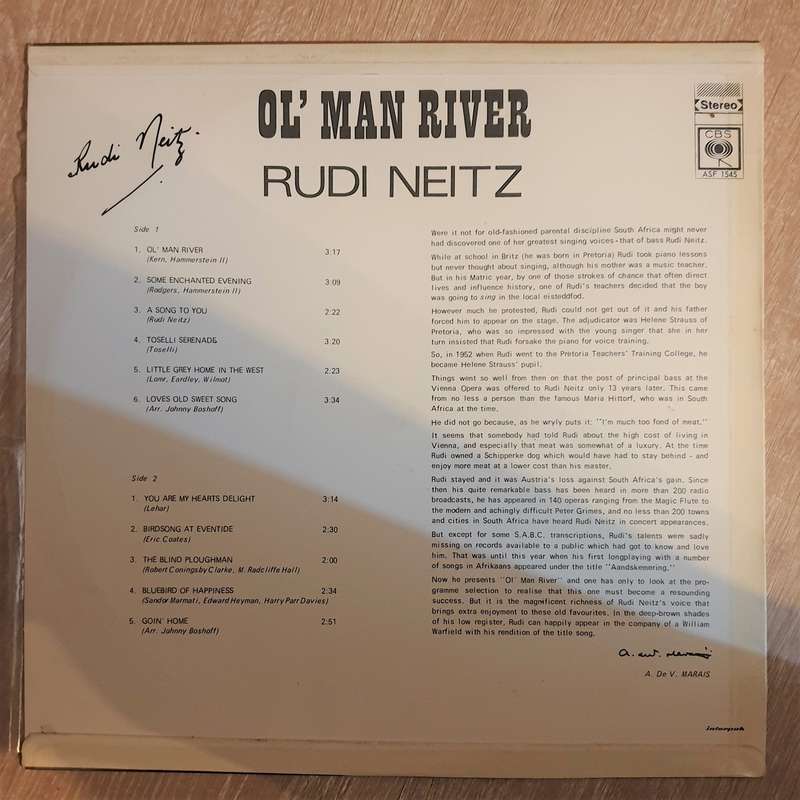 OL' MAN RIVER
RUDI NEITZ
Rudi Neitz.
Stereo
CBS
ASF 1545
Side 1
1. OL' MAN RIVER 3:17
(Kern, Hammerstein II)
2. SOME ENCHANTED EVENING 3:09
(Rodgers, Hammerstein II)
3. A SONG TO YOU 2:22
(Rudi Neitz)
4. TOSELLI SERENADE 3:20
(Toselli)
5. LITTLE GREY HOME IN THE WEST 2:23
(Lohr, Eardley, Wilmot)
6. LOVES OLD SWEET SONG 3:34
(Arr. Johnny Boshoff)
Side 2
1. YOU ARE MY HEARTS DELIGHT 3:14
(Lehar)
2. BIRDSONG AT EVENTIDE 2:30
(Eric Coates)
3. THE BLIND PLOUGHMAN 2:00
(Robert Coningsby Clarke, M. Radcliffe Hall)
4. BLUEBIRD OF HAPPINESS 2:34
(Sandor Marmati, Edward Heyman, Harry Parr Davies)
5. GOIN' HOME 2:51
(Arr. Johnny Boshoff)
Were it not for old-fashioned parental discipline South Africa might never
had discovered one of her greatest singing voices - that of bass Rudi Neitz.
While at school in Britz (he was born in Pretoria) Rudi took piano lessons
but never thought about singing, although his mother was a music teacher.
But in his Matric year, by one of those strokes of chance that often direct
lives and influence history, one of Rudi's teachers decided that the boy
was going to sing in the local eisteddfod.
However much he protested, Rudi could not get out of it and his father
forced him to appear on the stage. The adjudicator was Helene Strauss of
Pretoria, who was so impressed with the young singer that she in her
turn insisted that Rudi forsake the piano for voice training.
So, in 1952 when Rudi went to the Pretoria Teachers' Training College, he
became Helene Strauss' pupil.
Things went so well from then on that the post of principal bass at the
Vienna Opera was offered to Rudi Neitz only 13 years later. This
came from no less a person than the famous Maria Hittorf, who was in South
Africa at the time.
He did not go because, as he wryly puts it: ''I'm much too fond of meat.''
It seems that somebody had told Rudi about the high cost of living in
Vienna, and especially that meat was somewhat of a luxury. At the time
Rudi owned a Schipperke dog which would have had to stay behind - and
enjoy more meat at a lower cost than his master.
Rudi stayed and it was Austria's loss against South Africa's gain. Since
then his quite remarkable bass has been heard in more than 200 radio
broadcasts, he has appeared in 140 operas ranging from the Magic Flute to
the modern and achingly difficult Peter Grimes, and no less than 200 towns
and cities in South Africa have heard Rudi Neitz in concert appearances.
But except for some S.A.B.C. transcriptions, Rudi's talents were sadly
missing on records available to a public which had got to know and love
him. That was until this year when his first longplaying with a number
of songs in Afrikaans appeared under the title ''Aandskemering.''
Now he presents ''Ol' Man River'' and one has only to look at the pro-
gramme selection to realise that this one must become a resounding
success. But it is the magnificent richness of Rudi Neitz's voice that
brings extra enjoyment to these old favourites. In the deep-brown shades
of his low register, Rudi can happily appear in the company of a William
Warfield with his rendition of the title song.
A. De V. MARAIS
interpak